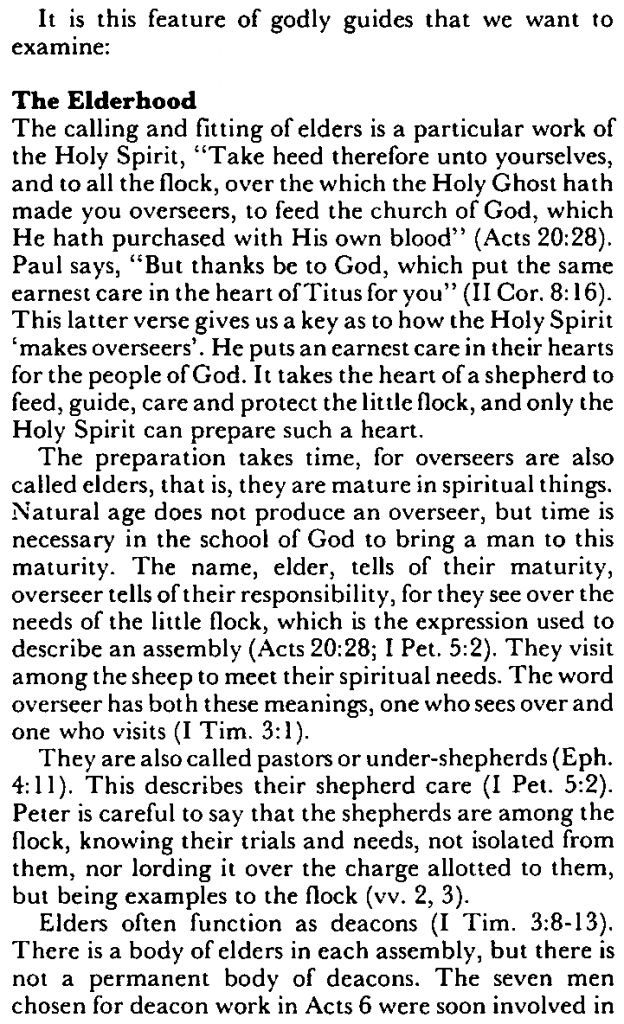 It is this feature of godly guides that we want to
examine:
The Elderhood
The calling and fitting of elders is a particular work of
the Holy Spirit, “Take heed therefore unto yourselves,
and to all the flock, over the which the Holy Ghost hath
made you overseers, to feed the church of God, which
He hath purchased with His own blood” (Acts 20:28).
Paul says, “But thanks be to God, which put the same
earnest care in the heart of Titus for you” (II Cor. 8:16).
This latter verse gives us a key as to how the Holy Spirit
‘makes overseers’. He puts an earnest care in their hearts
for the people of God. It takes the heart of a shepherd to
feed, guide, care and protect the little flock, and only the
Holy Spirit can prepare such a heart.
The preparation takes time, for overseers are also
called elders, that is, they are mature in spiritual things.
Natural age does not produce an overseer, but time is
necessary in the school of God to bring a man to this
maturity. The name, elder, tells of their maturity,
overseer tells of their responsibility, for they see over the
needs of the little flock, which is the expression used to
describe an assembly (Acts 20:28; I Pet. 5:2). They visit
among the sheep to meet their spiritual needs. The word
overseer has both these meanings, one who sees over and
one who visits (I Tim. 3:1).
They are also called pastors or under-shepherds (Eph.
4:11). This describes their shepherd care (I Pet. 5:2).
Peter is careful to say that the shepherds are among the
flock, knowing their trials and needs, not isolated from
them, nor lording it over the charge allotted to them,
but being examples to the flock (vv. 2, 3).
Elders often function as deacons (I Tim. 3:8-13).
There is a body of elders in each assembly, but there is
not a permanent body of deacons. The seven men
chosen for deacon work in Acts 6 were soon involved in